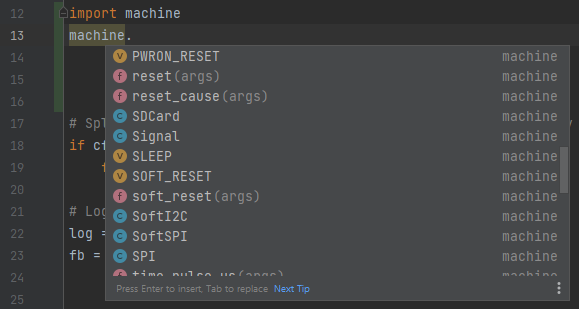 12 import machine
13 machine.
14
15
16
17 # Spl
18 if
19
20
21 # Log
22 log =
23 fb =
24
25
V PWRON_RESET machine
f reset(args) machine
f reset_cause(args) machine
C SDCard machine
C Signal machine
V SLEEP machine
V SOFT_RESET machine
f soft_reset(args) machine
C SoftI2C machine
C SoftSPI machine
C SPI machine
f time_pulse_us(args) machine
Press Enter to insert, Tab to replace Next Tip